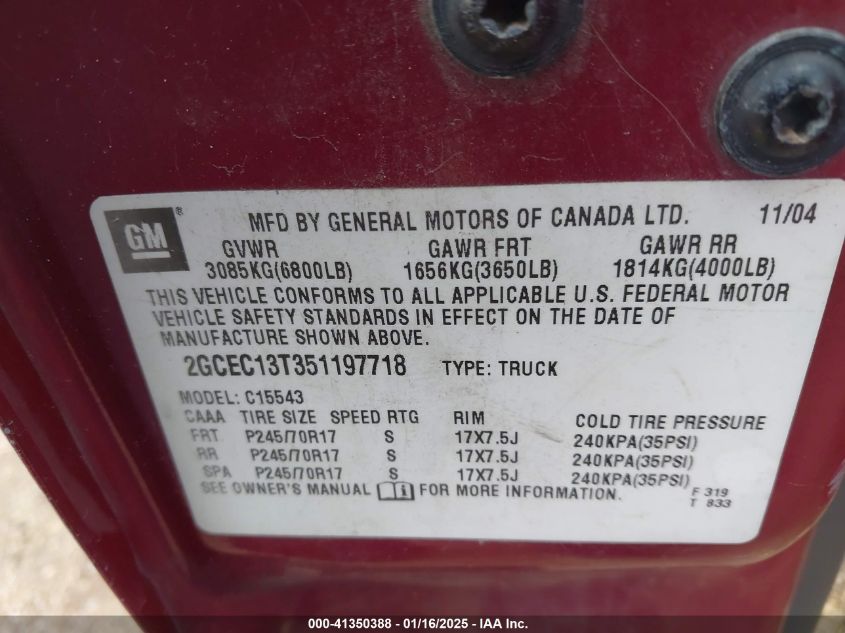 GM ® MFD BY GENERAL MOTORS OF CANADA LTD. 11/04
GVWR GAWR FRT GAWR RR
3085KG(6800LB) 1656KG(3650LB) 1814KG(4000LB)
THIS VEHICLE CONFORMS TO ALL APPLICABLE U.S. FEDERAL MOTOR
VEHICLE SAFETY STANDARDS IN EFFECT ON THE DATE OF
MANUFACTURE SHOWN ABOVE.
2GCEC13T351197718 TYPE: TRUCK
MODEL: C15543
CAAA TIRE SIZE SPEED RTG RIM COLD TIRE PRESSURE
FRT P245/70R17 S 17X7.5J 240KPA(35PSI)
RR P245/70R17 S 17X7.5J 240KPA(35PSI)
SPA P245/70R17 S 17X7.5J 240KPA(35PSI)
SEE OWNER'S MANUAL FOR MORE INFORMATION. F 319
T 833
000-41350388 - 01/16/2025 - IAA Inc.